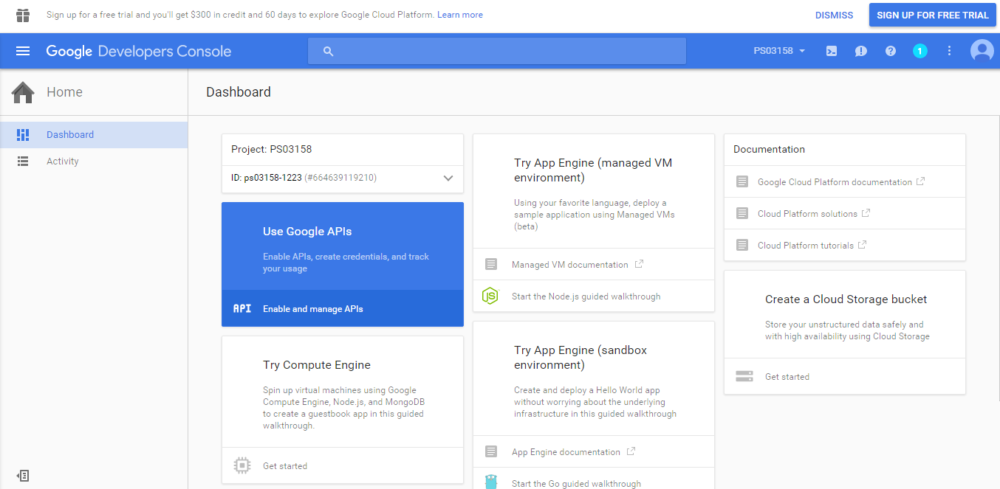 Sign up for a free trial and you'll get $300 in credit and 60 days to explore Google Cloud Platform. Learn more
DISMISS
SIGN UP FOR FREE TRIAL
Google Developers Console
PS03158
1
Home
Dashboard
Dashboard
Activity
Project: PS03158
ID: ps03158-1223 (#664639119210)
Use Google APIs
Enable APIs, create credentials, and track
your usage
API Enable and manage APIs
Try Compute Engine
Spin up virtual machines using Google
Compute Engine, Node.js, and MongoDB
to create a guestbook app in this guided
walkthrough.
Get started
Try App Engine (managed VM
environment)
Using your favorite language, deploy a
sample application using Managed VMs
(beta)
Managed VM documentation
JS Start the Node.js guided walkthrough
Try App Engine (sandbox
environment)
Create and deploy a Hello World app
without worrying about the underlying
infrastructure in this guided walkthrough
App Engine documentation
Start the Go guided walkthrough
Documentation
Google Cloud Platform documentation
Cloud Platform solutions
Cloud Platform tutorials
Create a Cloud Storage bucket
Store your unstructured data safely and
with high availability using Cloud Storage
Get started